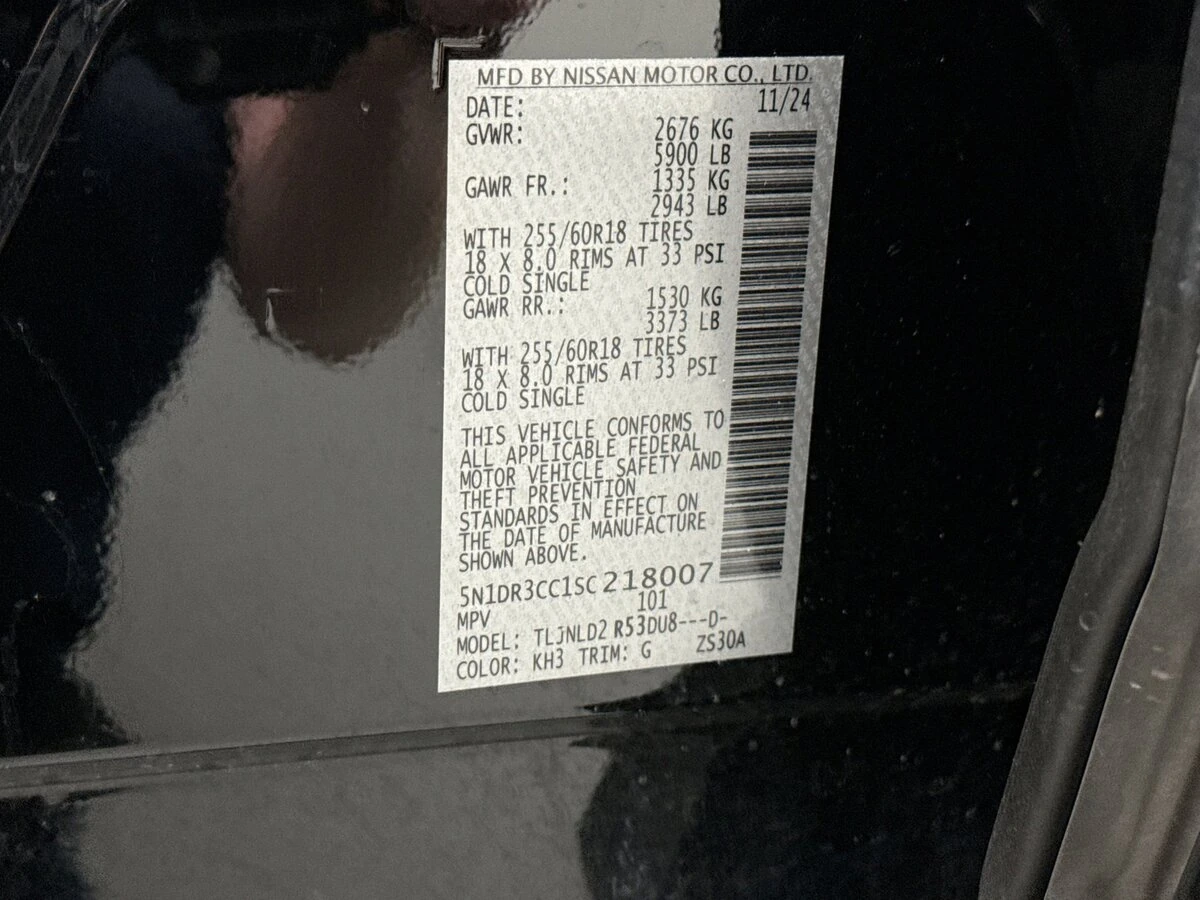 MFD BY NISSAN MOTOR CO., LTD.
DATE: 11/24
GVWR: 2676 KG
5900 LB
GAWR FR.: 1335 KG
2943 LB
WITH 255/60R18 TIRES
18 X 8.0 RIMS AT 33 PSI
COLD SINGLE
GAWR RR.: 1530 KG
3373 LB
WITH 255/60R18 TIRES
18 X 8.0 RIMS AT 33 PSI
COLD SINGLE
THIS VEHICLE CONFORMS TO
ALL APPLICABLE FEDERAL
MOTOR VEHICLE SAFETY AND
THEFT PREVENTION
STANDARDS IN EFFECT ON
THE DATE OF MANUFACTURE
SHOWN ABOVE.
5N1DR3CC1SC218007
MPV 101
MODEL: TLJNLD2 R53DU8---D-
COLOR: KH3 TRIM: G ZS30A